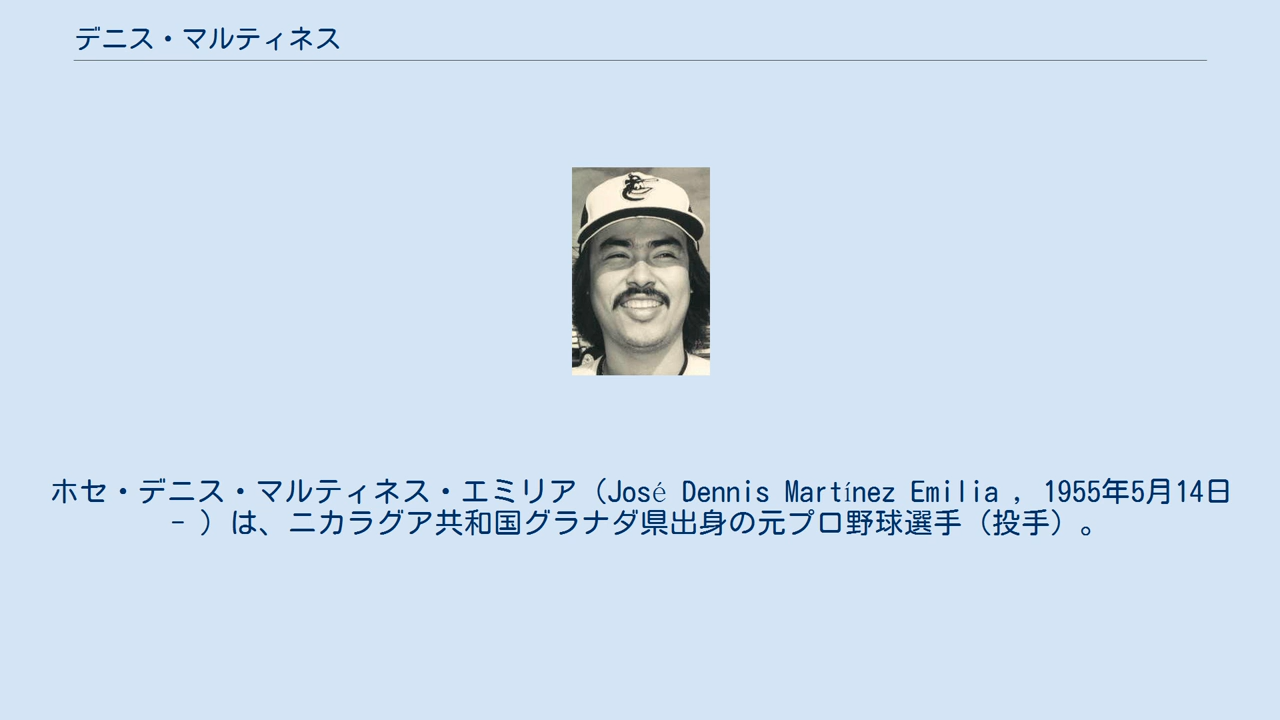 デニス・マルティネス
ホセ・デニス・マルティネス・エミリア（José Dennis Martínez Emilia , 1955年5月14日
- ）は、ニカラグア共和国グラナダ県出身の元プロ野球選手（投手）。